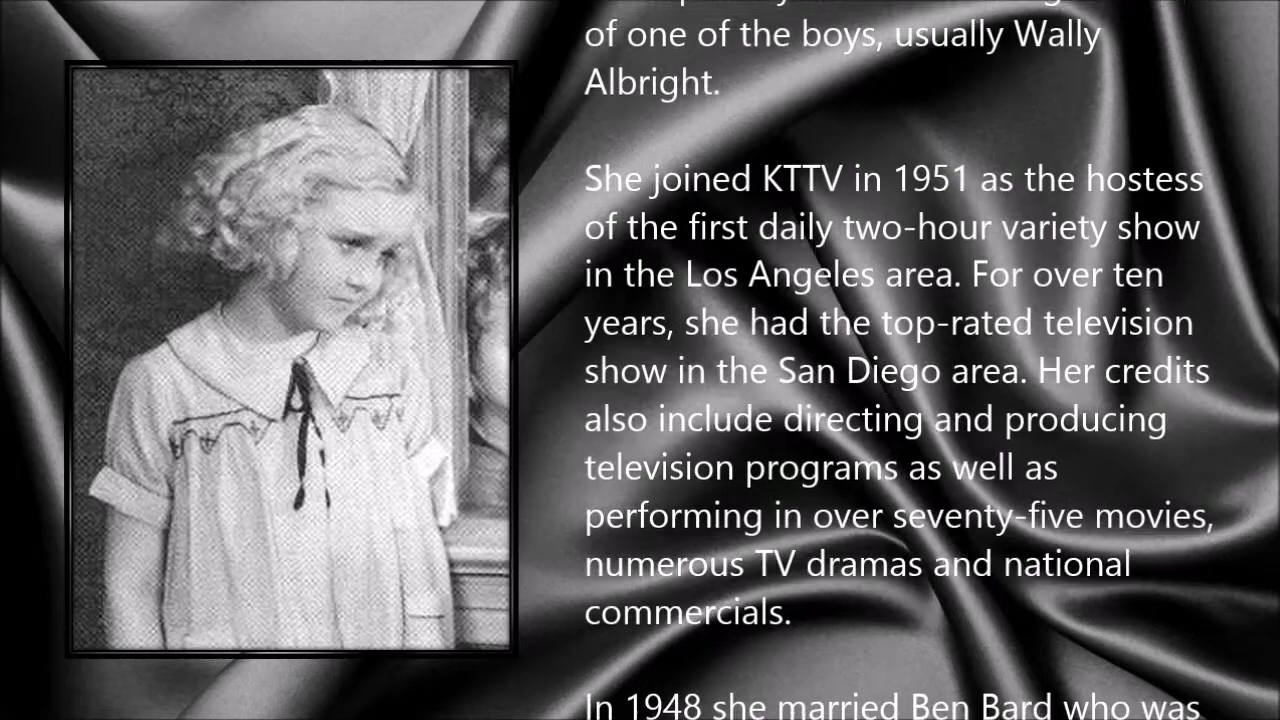 of one of the boys, usually Wally
Albright.
She joined KTTV in 1951 as the hostess
of the first daily two-hour variety show
in the Los Angeles area. For over ten
years, she had the top-rated television
show in the San Diego area. Her credits
also include directing and producing
television programs as well as
performing in over seventy-five movies,
numerous TV dramas and national
commercials.
In 1948 she married Ben Bard who was